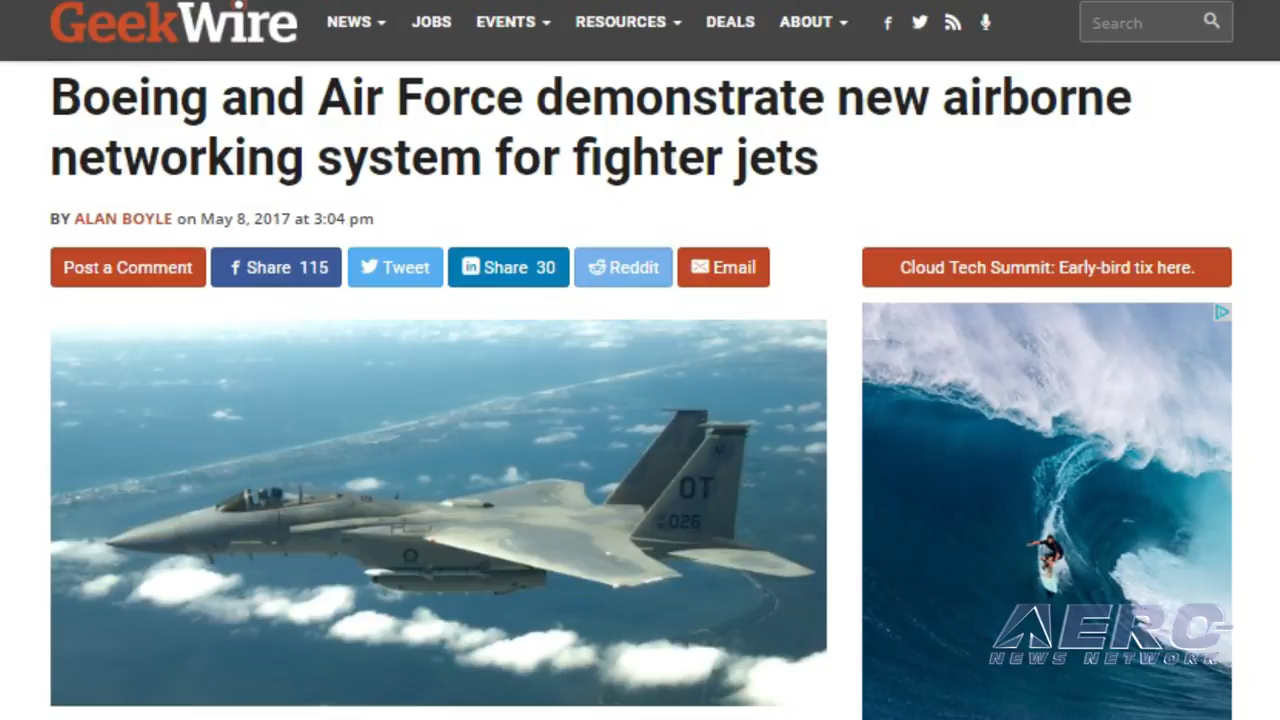 GeekWire NEWS JOBS EVENTS RESOURCES DEALS ABOUT Search
Boeing and Air Force demonstrate new airborne
networking system for fighter jets
BY ALAN BOYLE on May 8, 2017 at 3:04 pm
Post a Comment Share 115 Tweet Share 30 Reddit Email
Cloud Tech Summit: Early-bird tix here.
OT
026
AERO
NEWS NETWORK